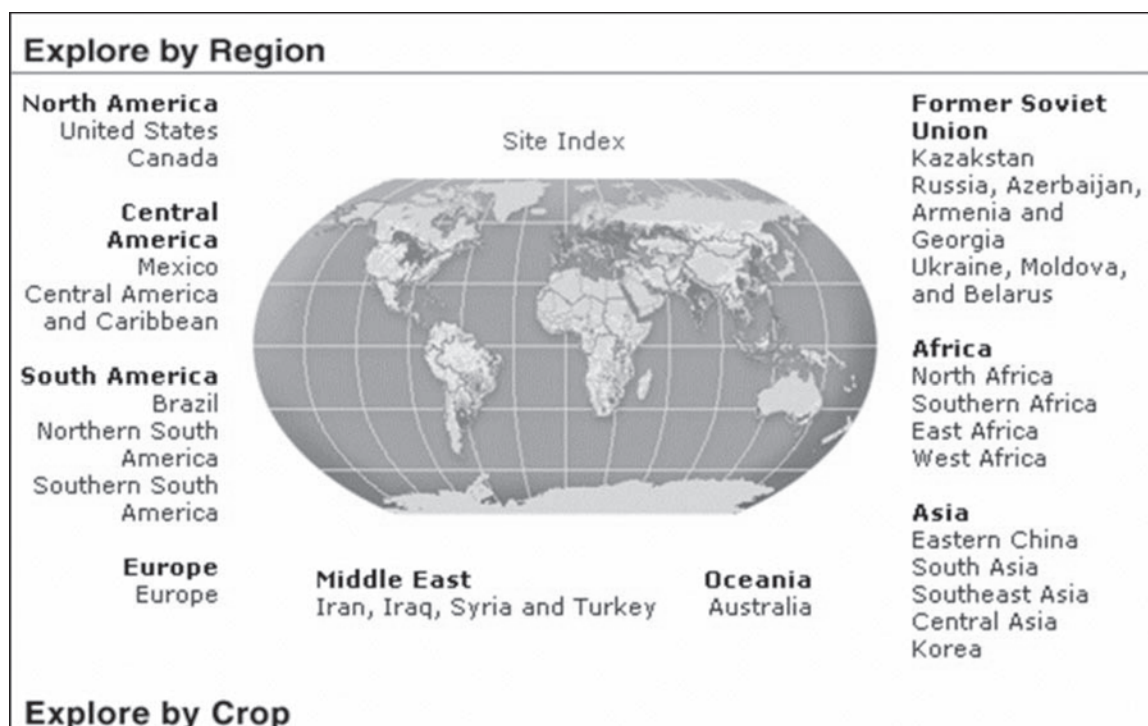 Explore by Region
North America
United States
Canada
Central
America
Mexico
Central America
and Caribbean
South America
Brazil
Northern South
America
Southern South
America
Europe
Europe
Site Index
Middle East
Iran, Iraq, Syria and Turkey
Oceania
Australia
Former Soviet
Union
Kazakstan
Russia, Azerbaijan,
Armenia and
Georgia
Ukraine, Moldova,
and Belarus
Africa
North Africa
Southern Africa
East Africa
West Africa
Asia
Eastern China
South Asia
Southeast Asia
Central Asia
Korea
Explore by Crop